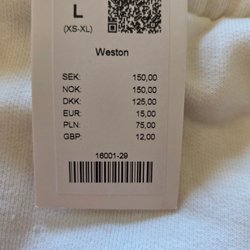 L
(XS-XL)
Weston
SEK: 150,00
NOK: 150,00
DKK: 125,00
EUR: 15,00
PLN: 75,00
GBP: 12,00
16001-29